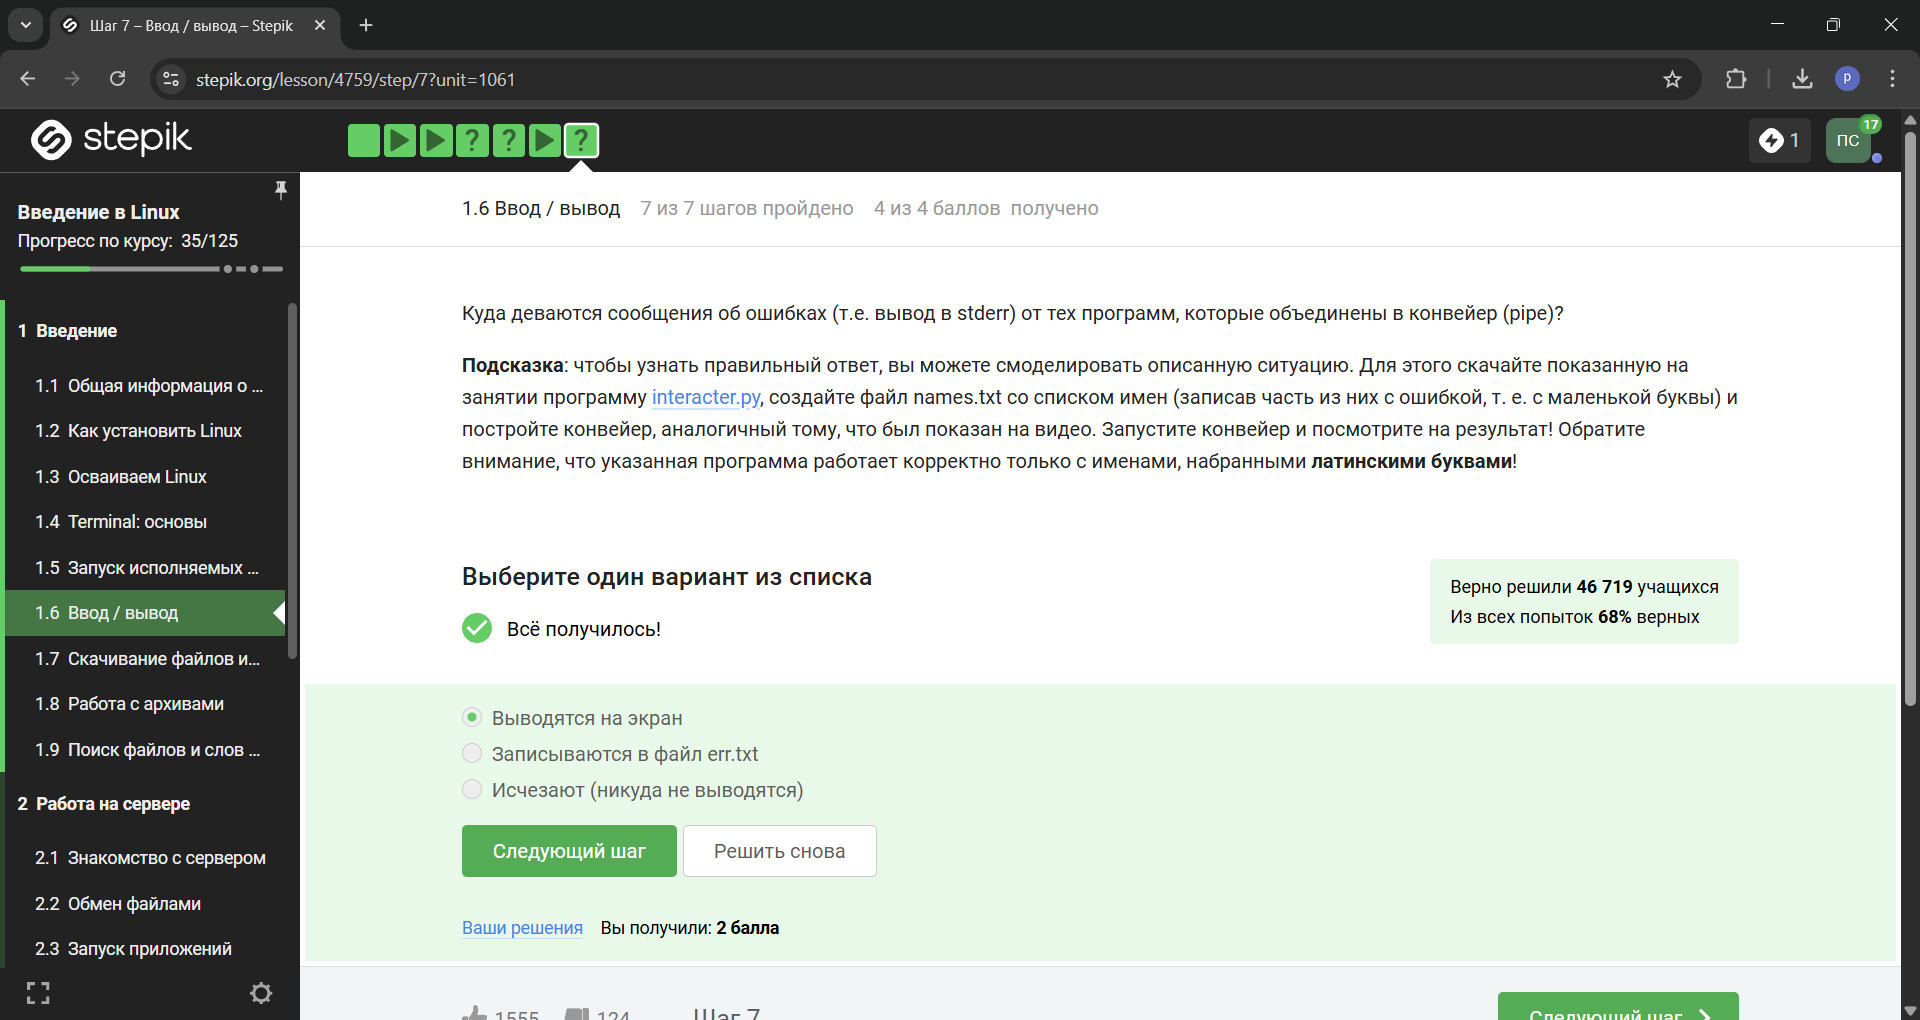 Шаг 7 – Ввод / вывод – Stepik
stepik.org/lesson/4759/step/7?unit=1061
P
stepik
? ? ?
1
ПС
17
Введение в Linux
Прогресс по курсу: 35/125
1 Введение
1.1 Общая информация о ...
1.2 Как установить Linux
1.3 Осваиваем Linux
1.4 Terminal: основы
1.5 Запуск исполняемых ...
1.6 Ввод / вывод
1.7 Скачивание файлов и...
1.8 Работа с архивами
1.9 Поиск файлов и слов ...
2 Работа на сервере
2.1 Знакомство с сервером
2.2 Обмен файлами
2.3 Запуск приложений
1.6 Ввод / вывод 7 из 7 шагов пройдено 4 из 4 баллов получено
Куда деваются сообщения об ошибках (т.е. вывод в stderr) от тех программ, которые объединены в конвейер (pipe)?
Подсказка: чтобы узнать правильный ответ, вы можете смоделировать описанную ситуацию. Для этого скачайте показанную на
занятии программу interacter.py, создайте файл names.txt со списком имен (записав часть из них с ошибкой, т. е. с маленькой буквы) и
постройте конвейер, аналогичный тому, что был показан на видео. Запустите конвейер и посмотрите на результат! Обратите
внимание, что указанная программа работает корректно только с именами, набранными латинскими буквами!
Выберите один вариант из списка
Всё получилось!
Верно решили 46 719 учащихся
Из всех попыток 68% верных
Выводятся на экран
Записываются в файл err.txt
Исчезают (никуда не выводятся)
Следующий шаг
Решить снова
Ваши решения Вы получили: 2 балла
1555 124 Шаг 7
Следующий шаг